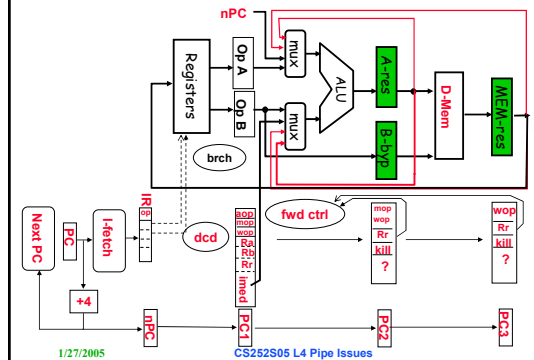 nPC
Registers
Op A
Op B
mux
mux
ALU
A-res
B-byp
D-Mem
MEM-res
brch
IR
op
Next PC
PC
I-fetch
dcd
fwd ctrl
aop
mop
wop
Ra
Rb
Rr
imed
mop
wop
Rr
kill
?
wop
Rr
kill
?
+4
nPC
PC1
PC2
PC3
1/27/2005
CS252S05 L4 Pipe Issues